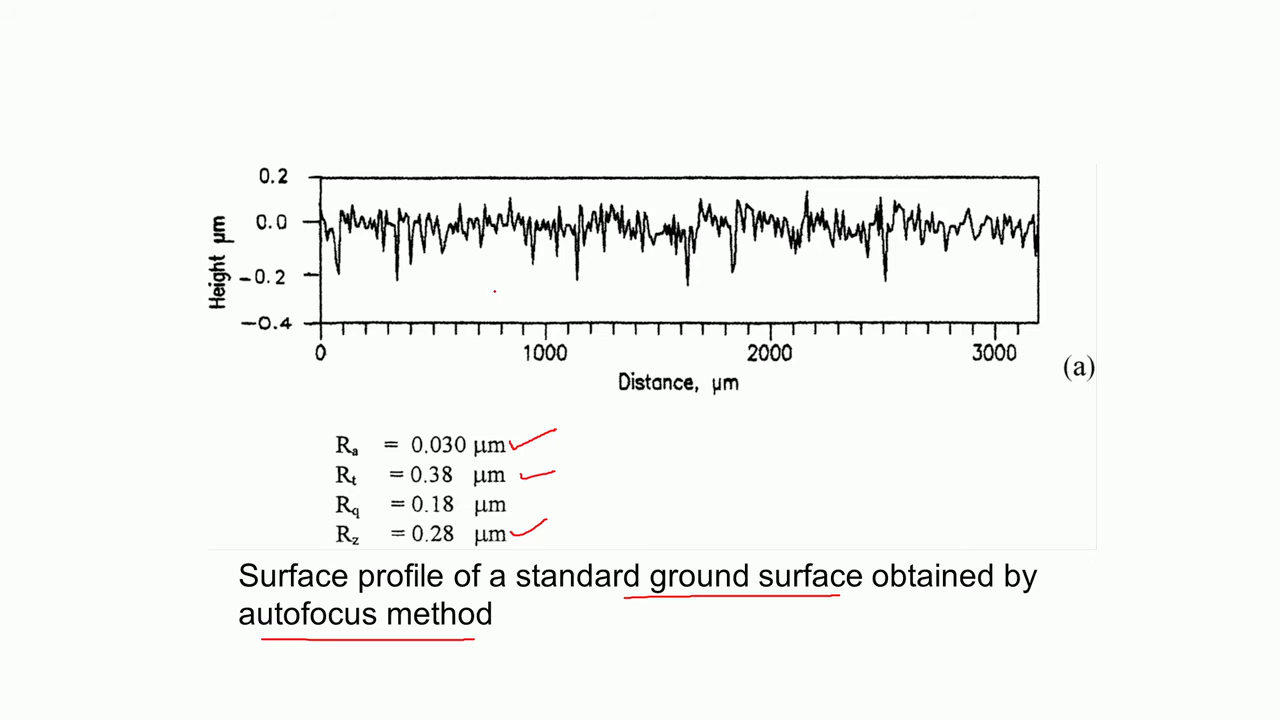 0.2
0.0
−0.2
−0.4
Height μm
0 1000 2000 3000
Distance, μm
(a)
Ra = 0.030 μm
Rt = 0.38 μm
Rq = 0.18 μm
Rz = 0.28 μm
Surface profile of a standard ground surface obtained by
autofocus method